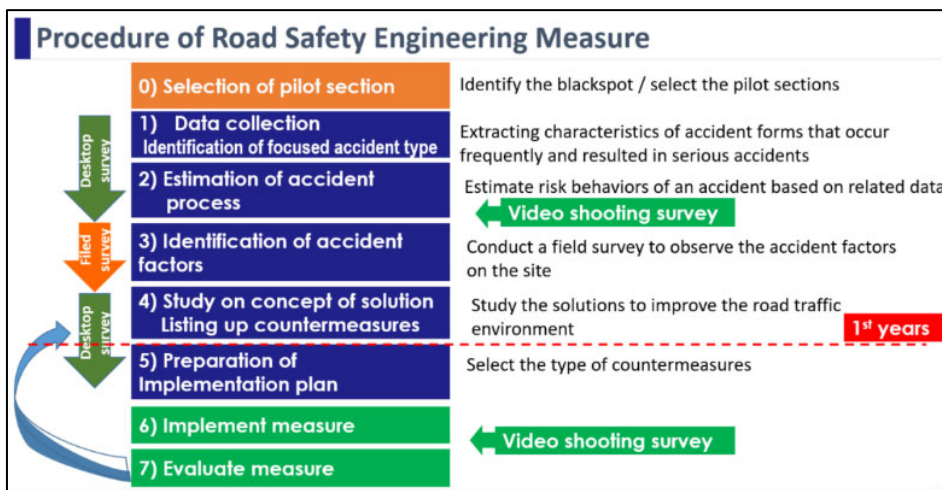 Procedure of Road Safety Engineering Measure
0) Selection of pilot section
Identify the blackspot / select the pilot sections
Desktop
survey
1) Data collection
Identification of focused accident type
Extracting characteristics of accident forms that occur
frequently and resulted in serious accidents
2) Estimation of accident
process
Estimate risk behaviors of an accident based on related data
Video shooting survey
Filed
survey
3) Identification of accident
factors
Conduct a field survey to observe the accident factors
on the site
Desktop
survey
4) Study on concept of solution
Listing up countermeasures
Study the solutions to improve the road traffic
environment
1st years
5) Preparation of
Implementation plan
Select the type of countermeasures
6) Implement measure
Video shooting survey
7) Evaluate measure